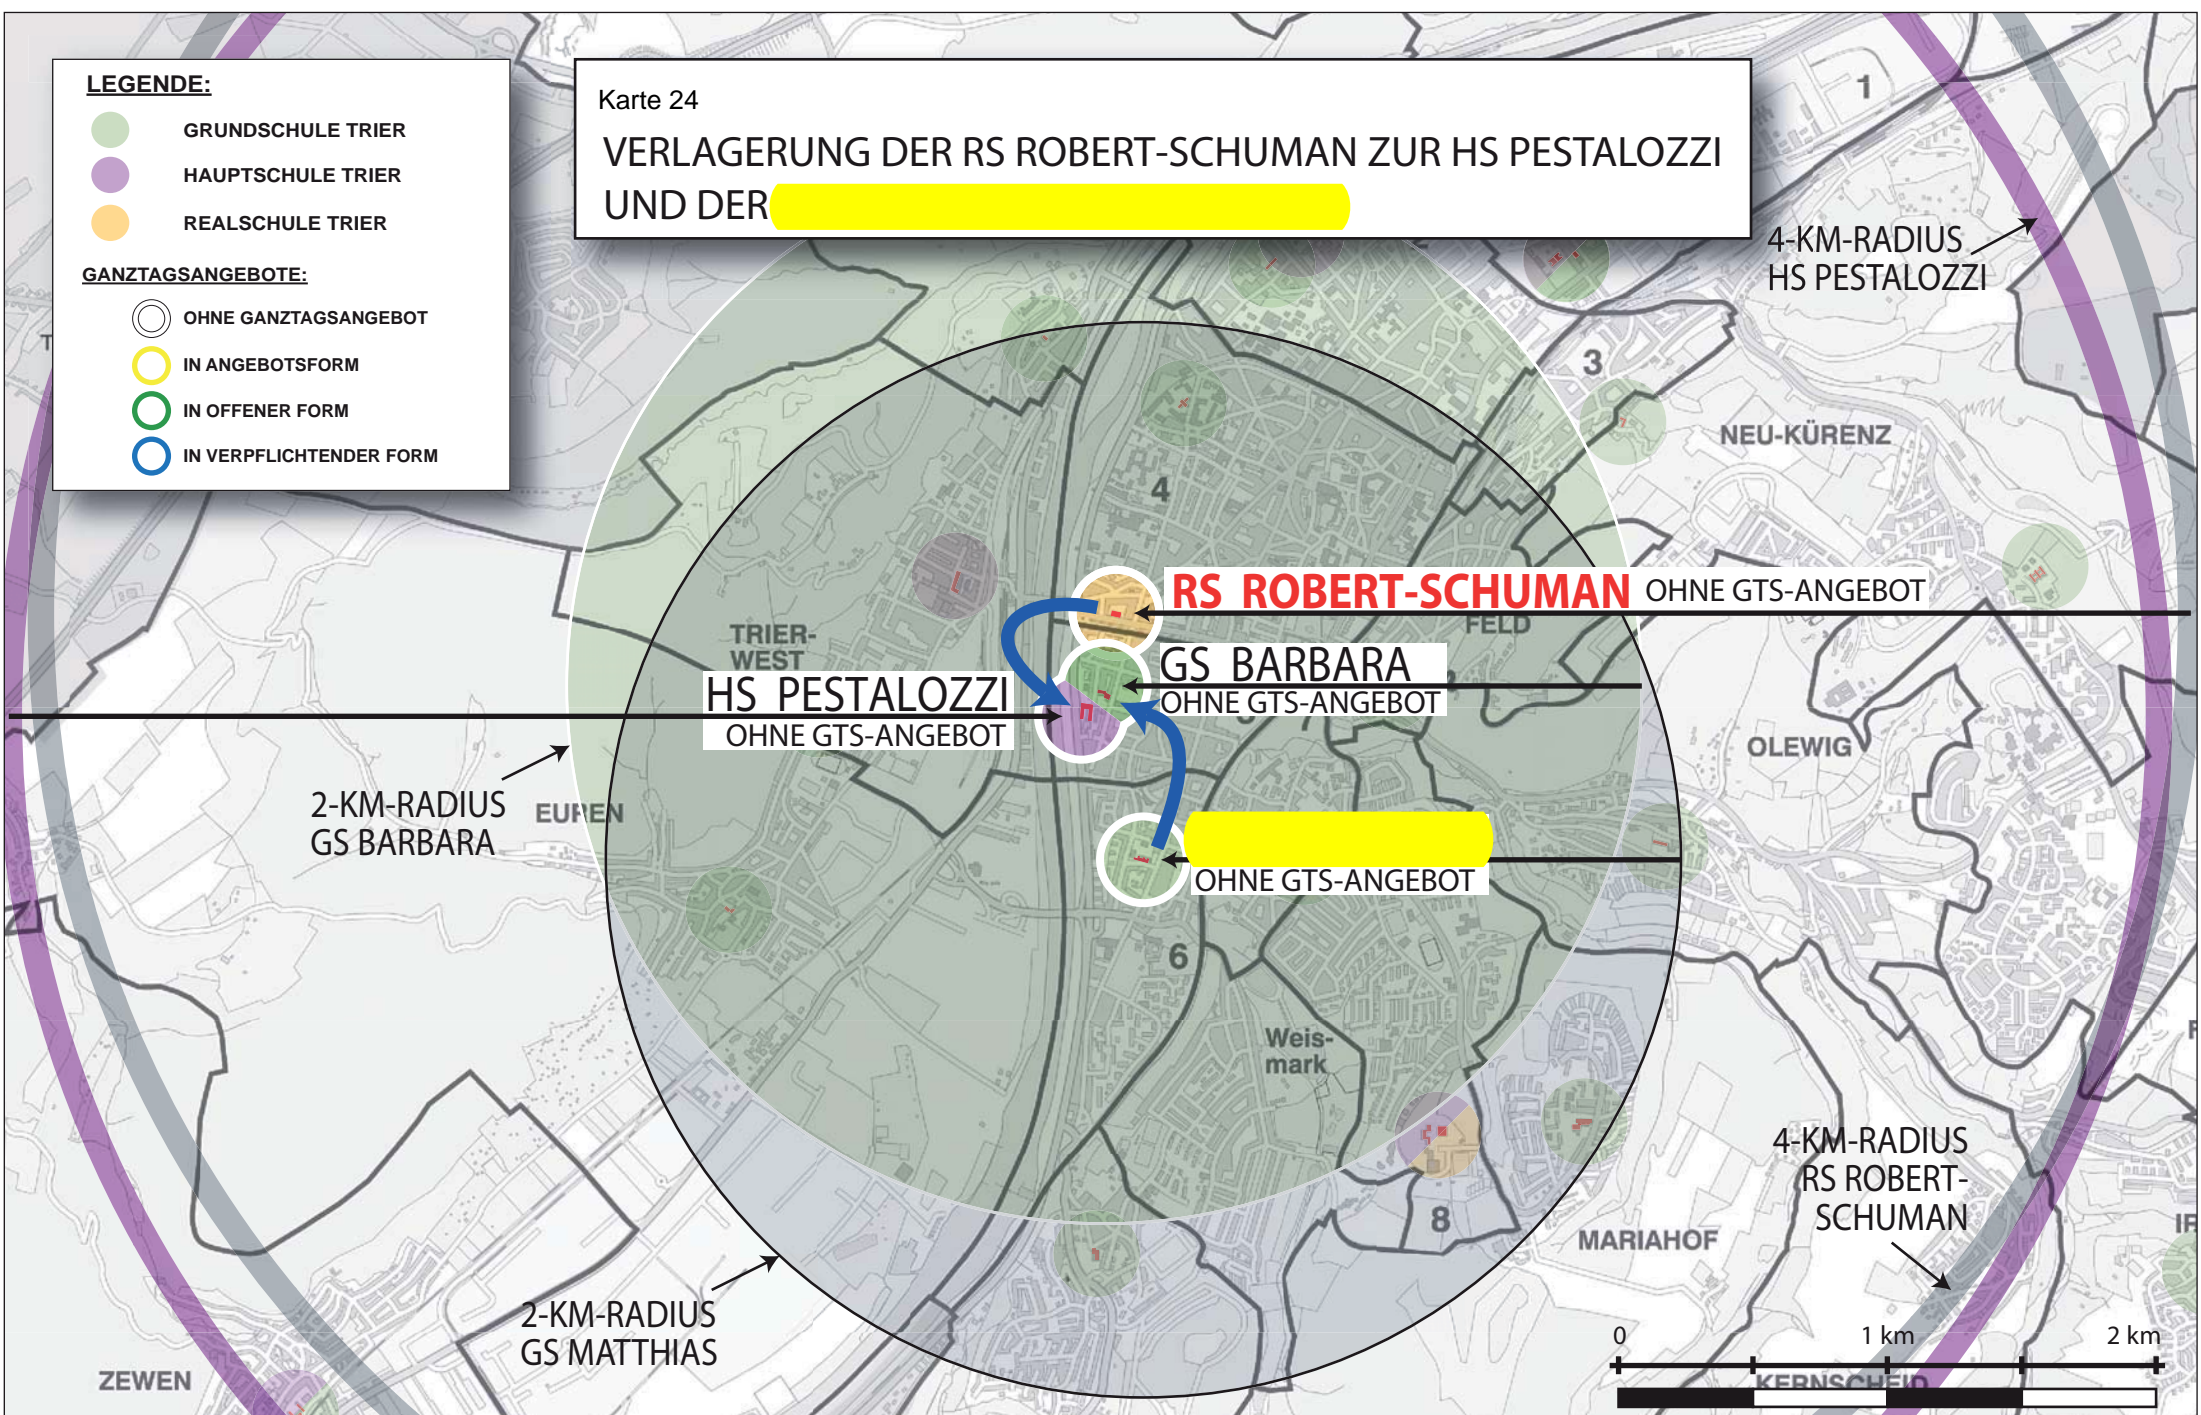 LEGENDE:
GRUNDSCHULE TRIER
HAUPTSCHULE TRIER
REALSCHULE TRIER
GANZTAGSANGEBOTE:
OHNE GANZTAGSANGEBOT
IN ANGEBOTSFORM
IN OFFENER FORM
IN VERPFLICHTENDER FORM
Karte 24
VERLAGERUNG DER RS ROBERT-SCHUMAN ZUR HS PESTALOZZI
UND DER
1
4-KM-RADIUS
HS PESTALOZZI
3
NEU-KÜRENZ
4
RS ROBERT-SCHUMAN OHNE GTS-ANGEBOT
FELD
TRIER-
WEST
GS BARBARA
OHNE GTS-ANGEBOT
HS PESTALOZZI
OHNE GTS-ANGEBOT
OLEWIG
2-KM-RADIUS
GS BARBARA
EUREN
OHNE GTS-ANGEBOT
6
Weis-
mark
4-KM-RADIUS
RS ROBERT-
SCHUMAN
8
MARIAHOF
2-KM-RADIUS
GS MATTHIAS
ZEWEN
0 1 km 2 km
KERNSCHEID